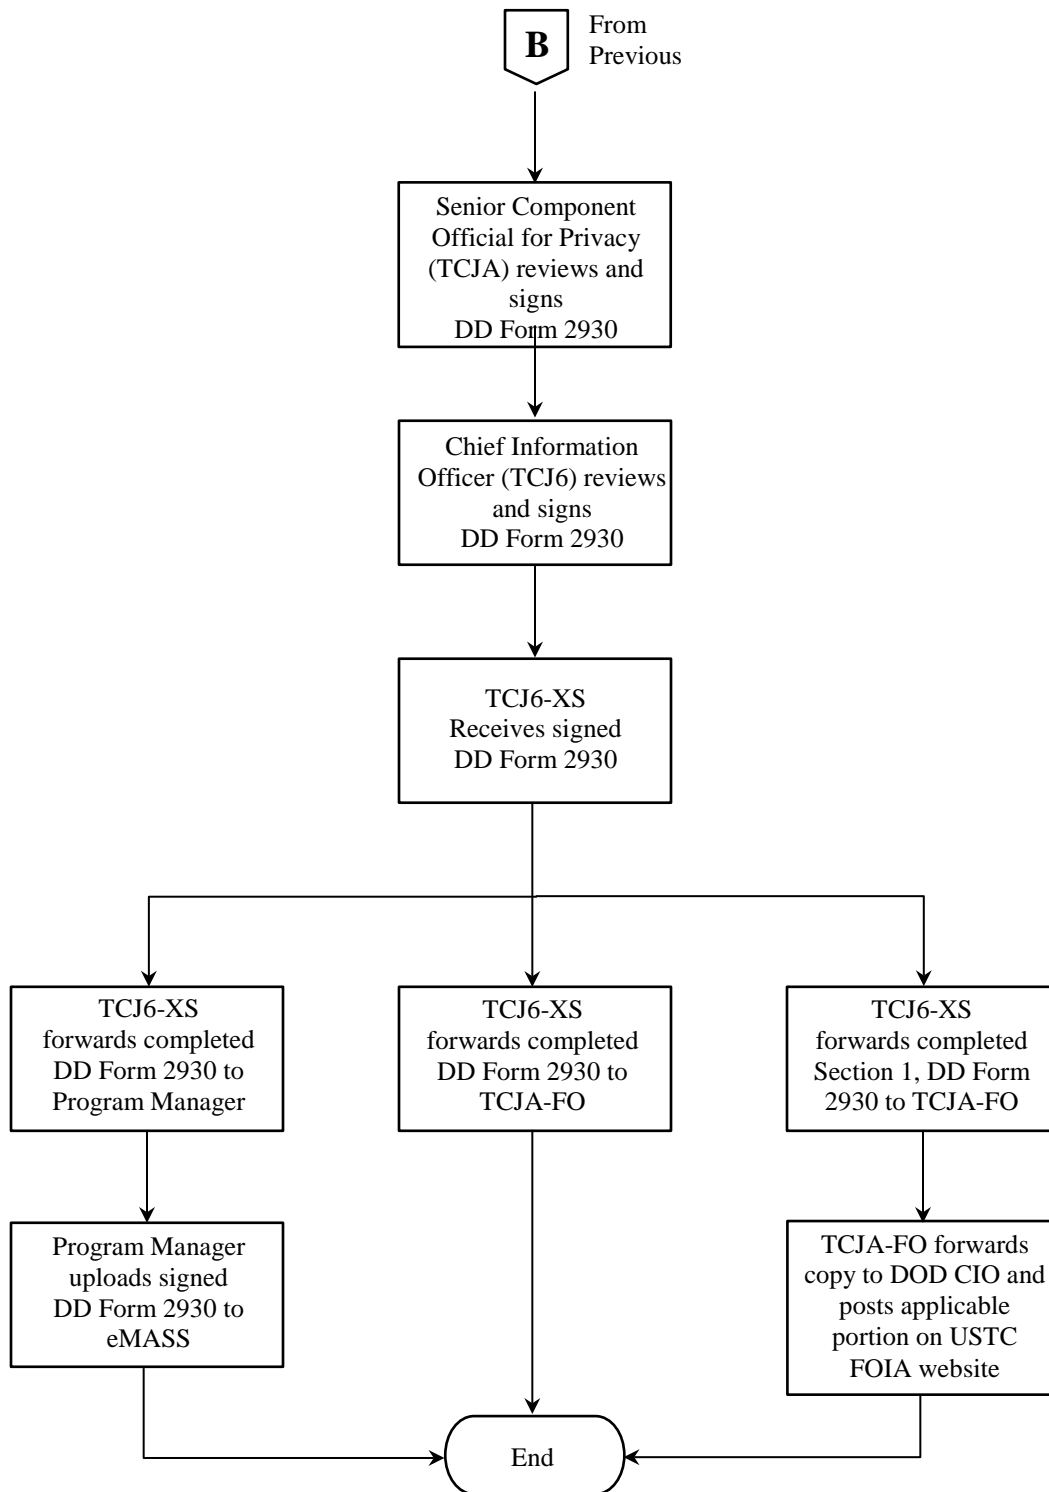 B
From
Previous
Senior Component
Official for Privacy
(TCJA) reviews and
signs
DD Form 2930
Chief Information
Officer (TCJ6) reviews
and signs
DD Form 2930
TCJ6-XS
Receives signed
DD Form 2930
TCJ6-XS
forwards completed
DD Form 2930 to
Program Manager
TCJ6-XS
forwards completed
DD Form 2930 to
TCJA-FO
TCJ6-XS
forwards completed
Section 1, DD Form
2930 to TCJA-FO
Program Manager
uploads signed
DD Form 2930 to
eMASS
TCJA-FO forwards
copy to DOD CIO and
posts applicable
portion on USTC
FOIA website
End